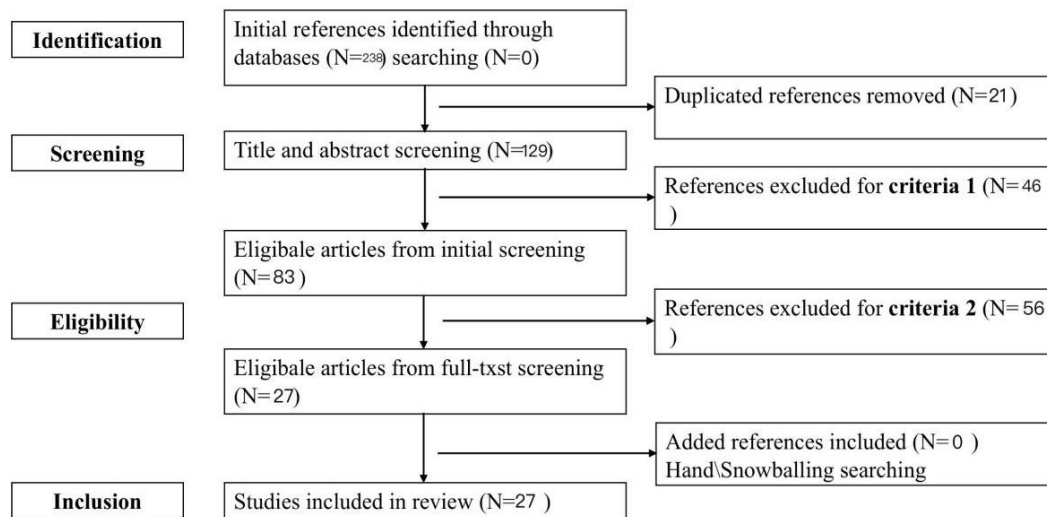 Identification
Initial references identified through
databases (N=238) searching (N=0)
Duplicated references removed (N=21)
Screening
Title and abstract screening (N=129)
References excluded for criteria 1 (N=46
)
Eligibale articles from initial screening
(N=83)
Eligibility
References excluded for criteria 2 (N=56
)
Eligibale articles from full-txst screening
(N=27)
Added references included (N=0 )
Hand\Snowballing searching
Inclusion
Studies included in review (N=27 )